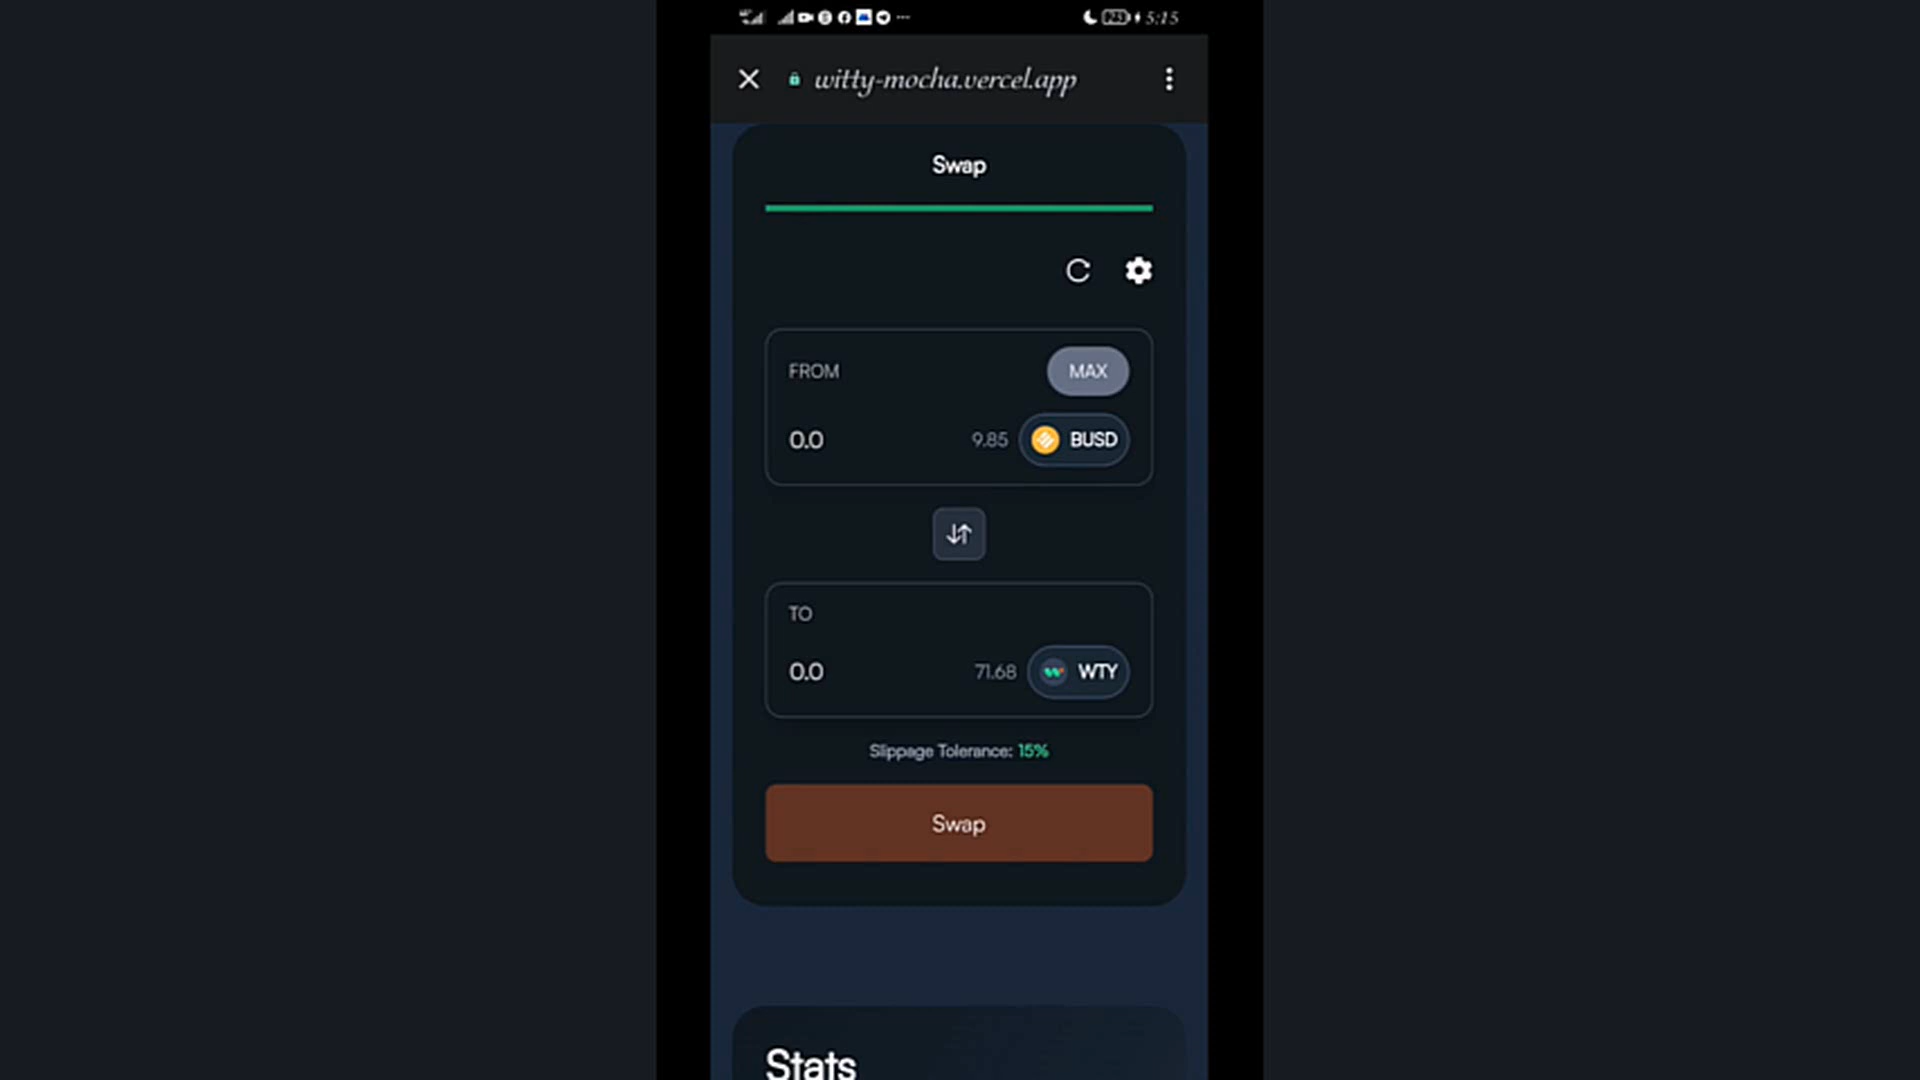 23 5:15
witty-mocha.vercel.app
Swap
FROM
MAX
0.0 9.85 BUSD
TO
0.0 71.68 WTY
Slippage Tolerance: 15%
Swap
Stats